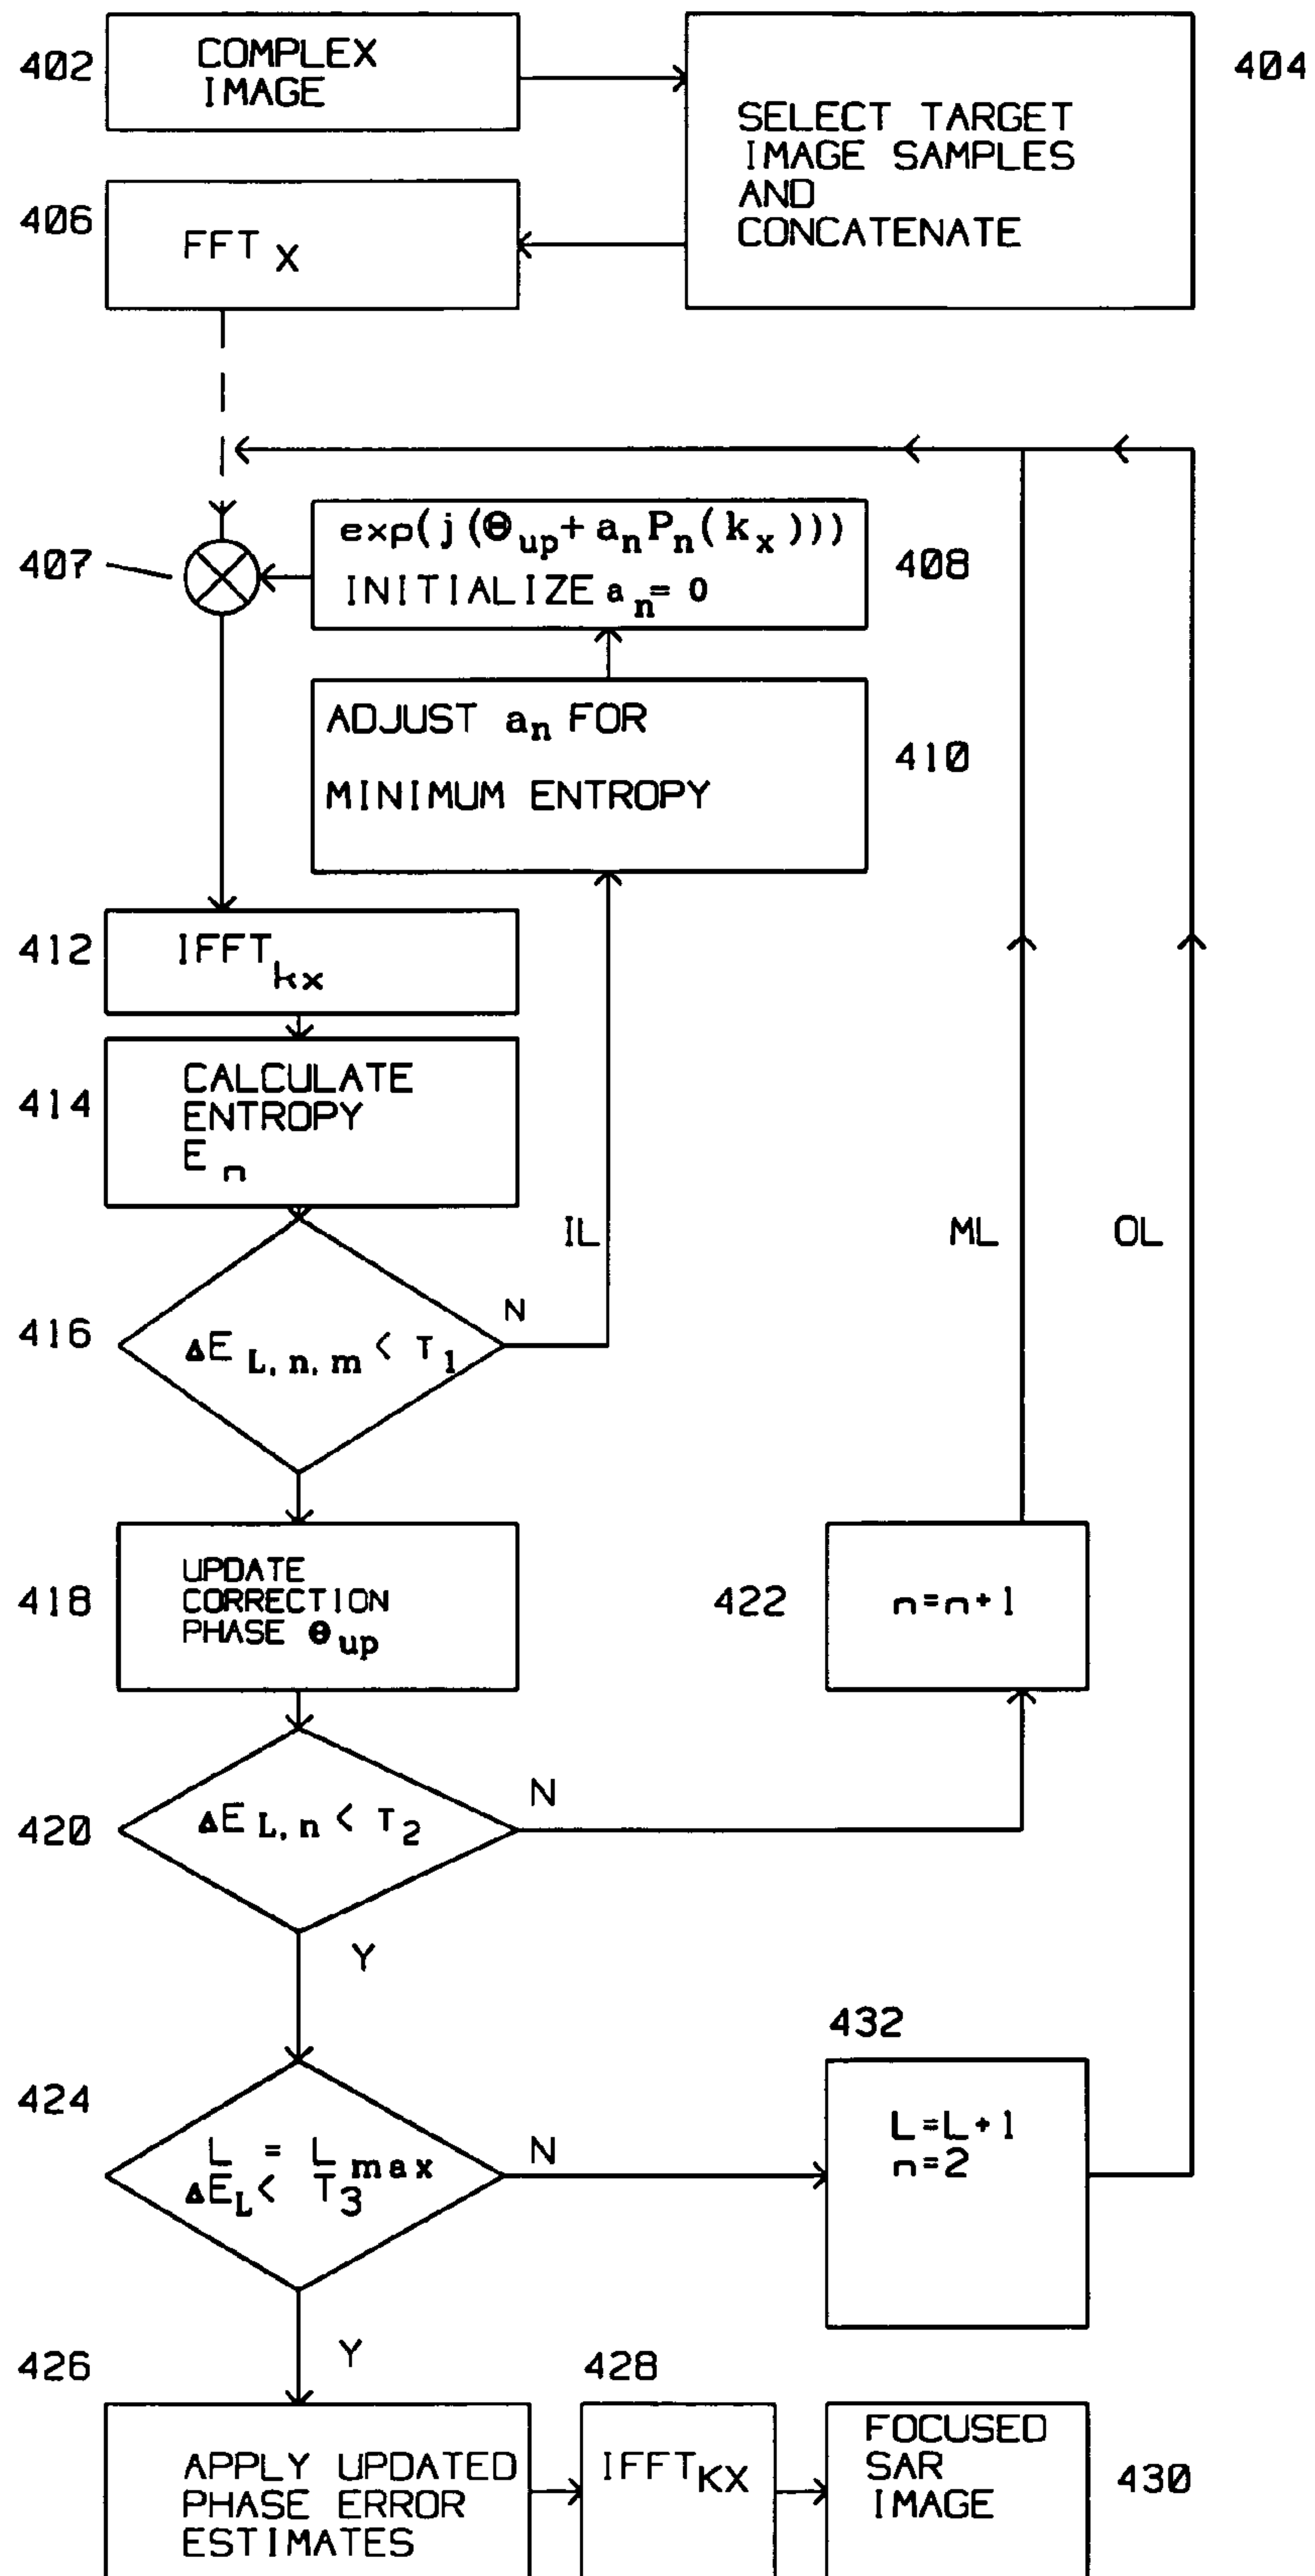 402
COMPLEX
IMAGE
404
SELECT TARGET
IMAGE SAMPLES
AND
CONCATENATE
406
FFT X
407
exp(j(Θup+anPn(kx)))
INITIALIZE an= 0
408
ADJUST an FOR
MINIMUM ENTROPY
410
412
IFFTkx
414
CALCULATE
ENTROPY
En
IL
ML
OL
416
ΔE L, n, m < T1
N
418
UPDATE
CORRECTION
PHASE Θup
422
n=n+1
420
ΔE L, n < T2
N
Y
424
L = Lmax
ΔEL < T3
N
432
L=L+1
n=2
Y
426
APPLY UPDATED
PHASE ERROR
ESTIMATES
428
IFFTKX
FOCUSED
SAR
IMAGE
430